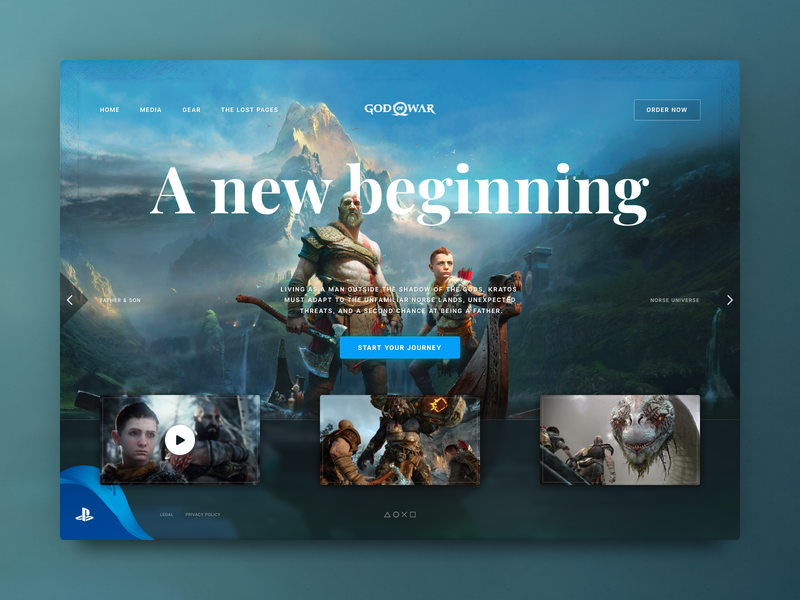 HOME MEDIA GEAR THE LOST PAGES
GOD OF WAR
ORDER NOW
A new beginning
LIVING AS A MAN OUTSIDE THE SHADOW OF THE GODS, KRATOS
MUST ADAPT TO THE UNFAMILIAR NORSE LANDS, UNEXPECTED
THREATS, AND A SECOND CHANCE AT BEING A FATHER.
FATHER & SON
NORSE UNIVERSE
START YOUR JOURNEY
LEGAL PRIVACY POLICY